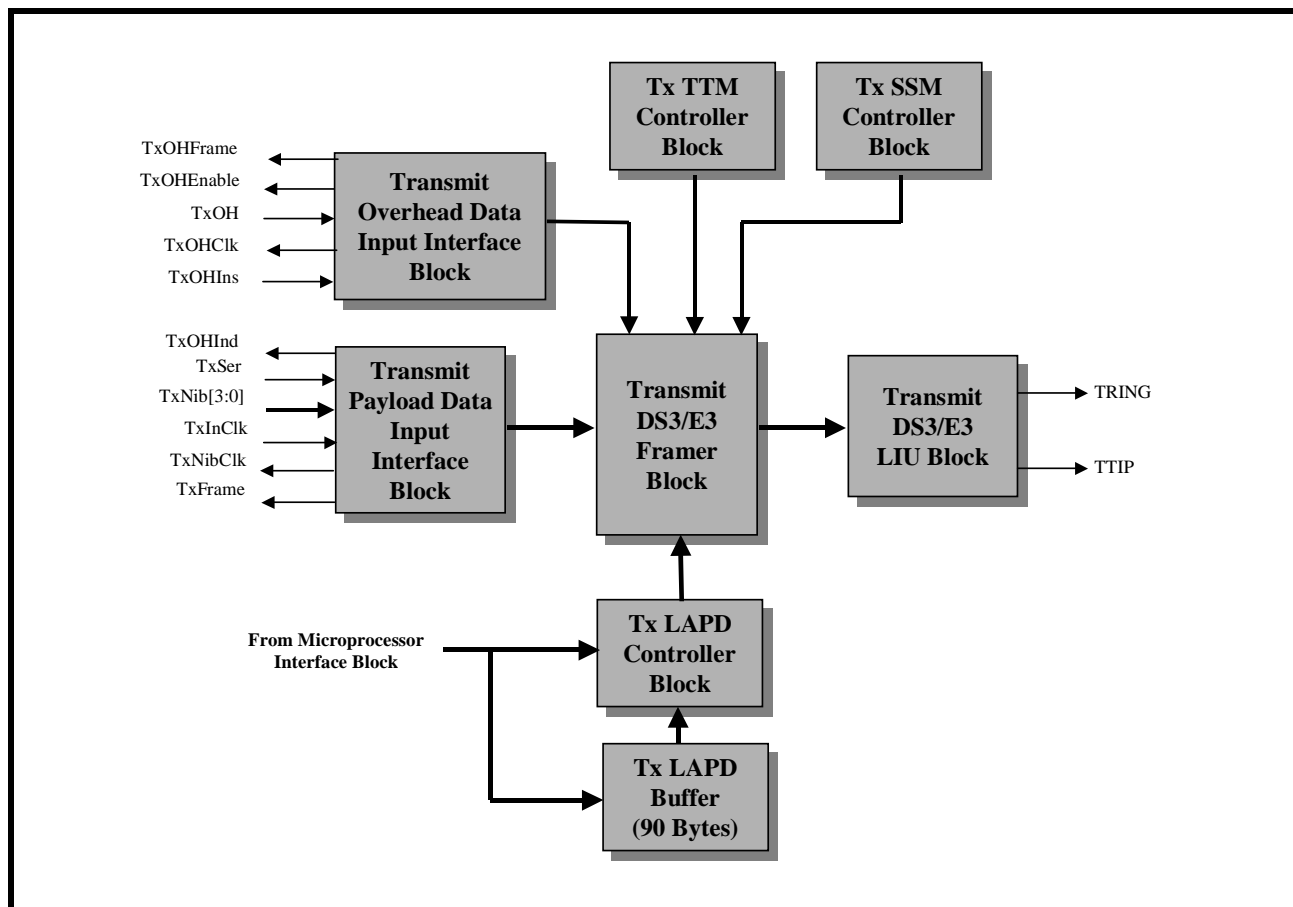 Tx TTM
Controller
Block
Tx SSM
Controller
Block
TxOHFrame
TxOHEnable
TxOH
TxOHClk
TxOHIns
Transmit
Overhead Data
Input Interface
Block
TxOHInd
TxSer
TxNib[3:0]
TxInClk
TxNibClk
TxFrame
Transmit
Payload Data
Input
Interface
Block
Transmit
DS3/E3
Framer
Block
Transmit
DS3/E3
LIU Block
TRING
TTIP
From Microprocessor
Interface Block
Tx LAPD
Controller
Block
Tx LAPD
Buffer
(90 Bytes)